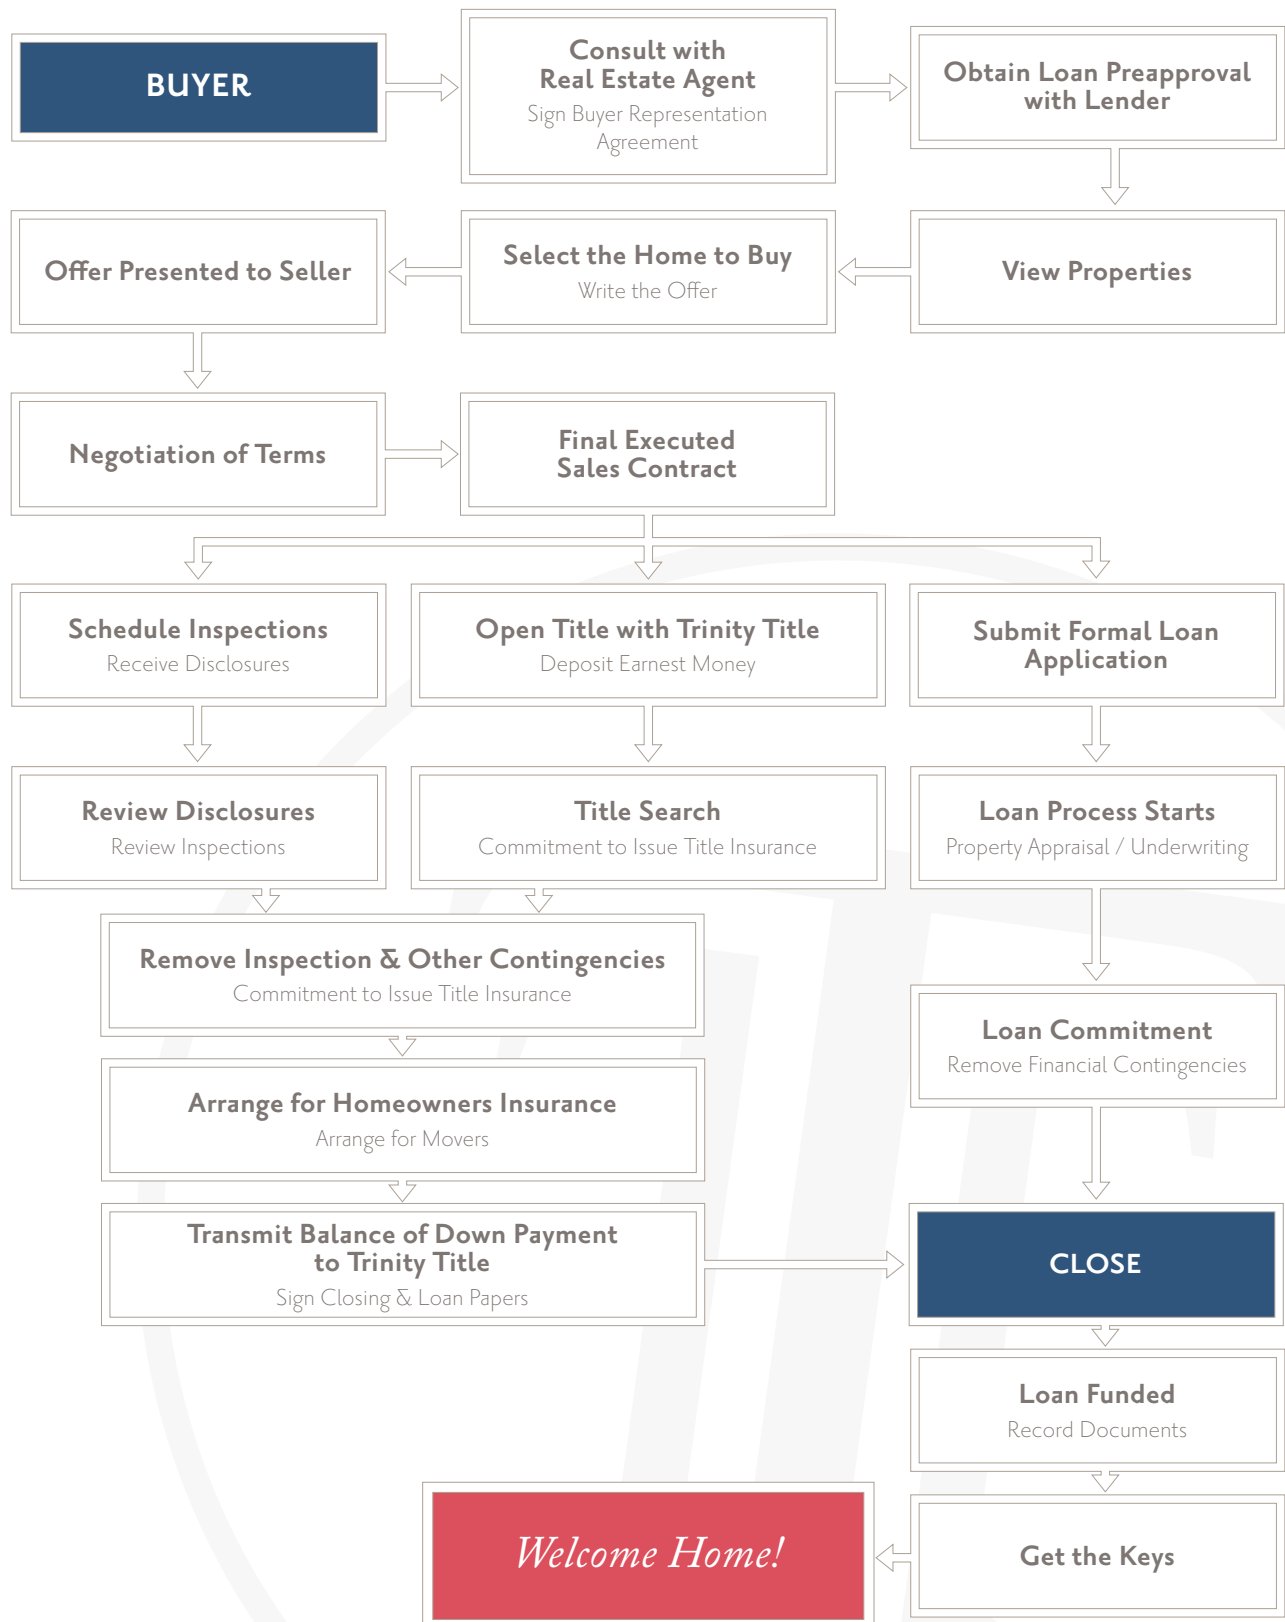 BUYER
Consult with
Real Estate Agent
Sign Buyer Representation
Agreement
Obtain Loan Preapproval
with Lender
Offer Presented to Seller
Select the Home to Buy
Write the Offer
View Properties
Negotiation of Terms
Final Executed
Sales Contract
Schedule Inspections
Receive Disclosures
Open Title with Trinity Title
Deposit Earnest Money
Submit Formal Loan
Application
Review Disclosures
Review Inspections
Title Search
Commitment to Issue Title Insurance
Loan Process Starts
Property Appraisal / Underwriting
Remove Inspection & Other Contingencies
Commitment to Issue Title Insurance
Loan Commitment
Remove Financial Contingencies
Arrange for Homeowners Insurance
Arrange for Movers
Transmit Balance of Down Payment
to Trinity Title
Sign Closing & Loan Papers
CLOSE
Loan Funded
Record Documents
Welcome Home!
Get the Keys